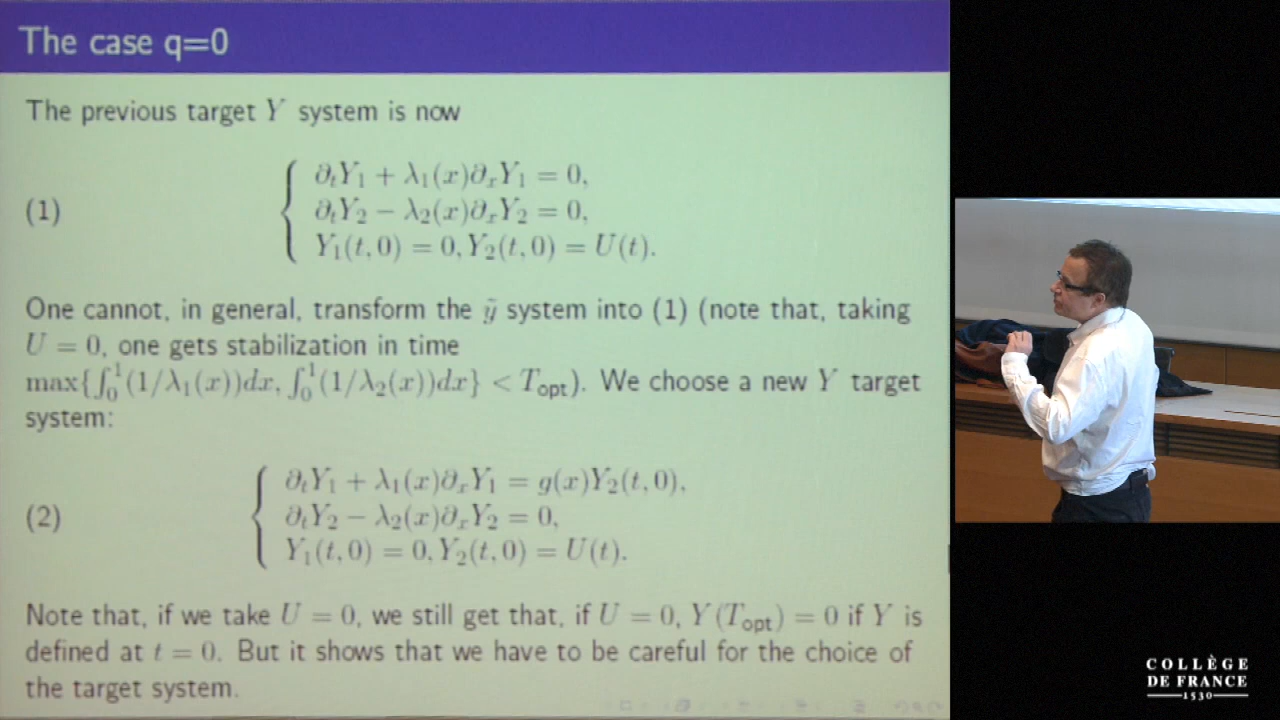 The case q=0
The previous target Y system is now
∂ₜY₁ + λ₁(x)∂ₓY₁ = 0,
(1) ∂ₜY₂ − λ₂(x)∂ₓY₂ = 0,
Y₁(t, 0) = 0, Y₂(t, 0) = U(t).
One cannot, in general, transform the ỹ system into (1) (note that, taking
U = 0, one gets stabilization in time
max{∫₀¹(1/λ₁(x))dx, ∫₀¹(1/λ₂(x))dx} < T_opt). We choose a new Y target
system:
∂ₜY₁ + λ₁(x)∂ₓY₁ = g(x)Y₂(t, 0),
(2) ∂ₜY₂ − λ₂(x)∂ₓY₂ = 0,
Y₁(t, 0) = 0, Y₂(t, 0) = U(t).
Note that, if we take U = 0, we still get that, if U = 0, Y(T_opt) = 0 if Y is
defined at t = 0. But it shows that we have to be careful for the choice of
the target system.
COLLÈGE
DE FRANCE
1530